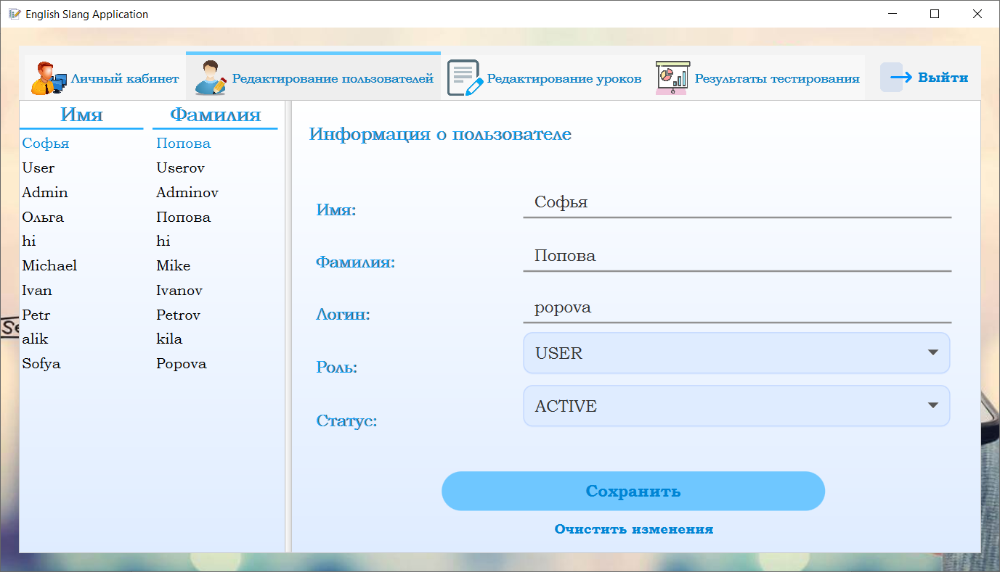 English Slang Application
Личный кабинет Редактирование пользователей Редактирование уроков Результаты тестирования Выйти
Имя Фамилия
Софья Попова
User Userov
Admin Adminov
Ольга Попова
hi hi
Michael Mike
Ivan Ivanov
Petr Petrov
alik kila
Sofya Popova
Информация о пользователе
Имя: Софья
Фамилия: Попова
Логин: popova
Роль: USER
Статус: ACTIVE
Сохранить
Очистить изменения